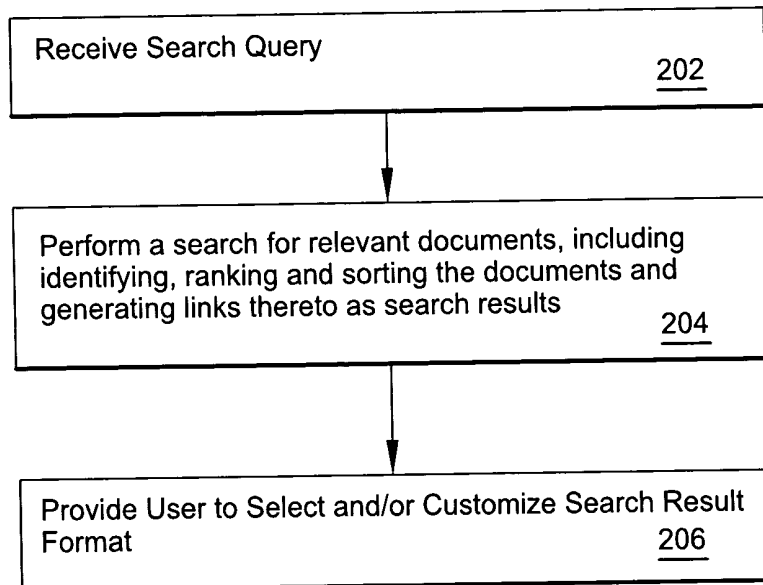 Receive Search Query
202
Perform a search for relevant documents, including
identifying, ranking and sorting the documents and
generating links thereto as search results
204
Provide User to Select and/or Customize Search Result
Format
206